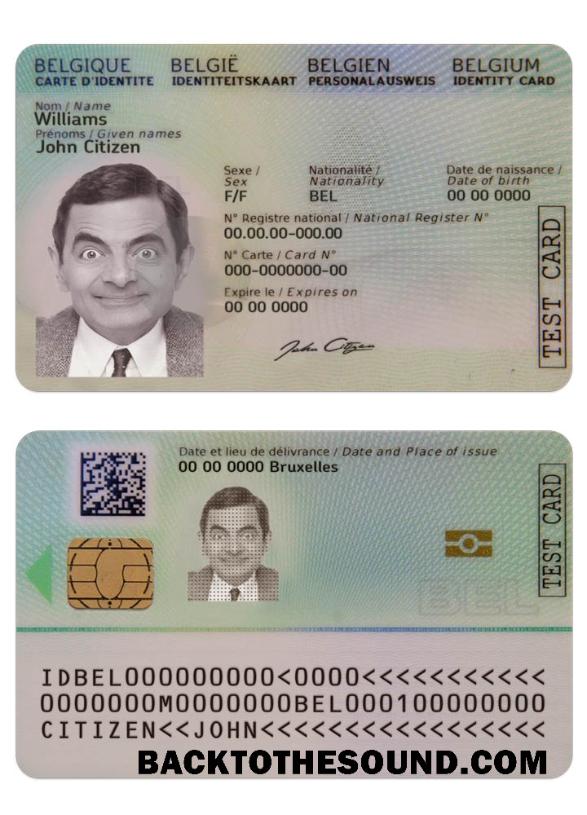 BELGIQUE BELGIË BELGIEN BELGIUM
CARTE D'IDENTITE IDENTITEITSKAART PERSONALAUSWEIS IDENTITY CARD
Nom / Name
Williams
Prénoms / Given names
John Citizen
Sexe / Nationalité / Date de naissance /
Sex Nationality Date of birth
F/F BEL 00 00 0000
N° Registre national / National Register N°
00.00.00-000.00
N° Carte / Card N°
000-0000000-00
Expire le / Expires on
00 00 0000
John Citizen
TEST CARD
Date et lieu de délivrance / Date and Place of issue
00 00 0000 Bruxelles
TEST CARD
BEL
IDBEL000000000<0000<<<<<<<<<<<
0000000M0000000BEL000100000000
CITIZEN<<JOHN<<<<<<<<<<<<<<<<<
BACKTOTHESOUND.COM